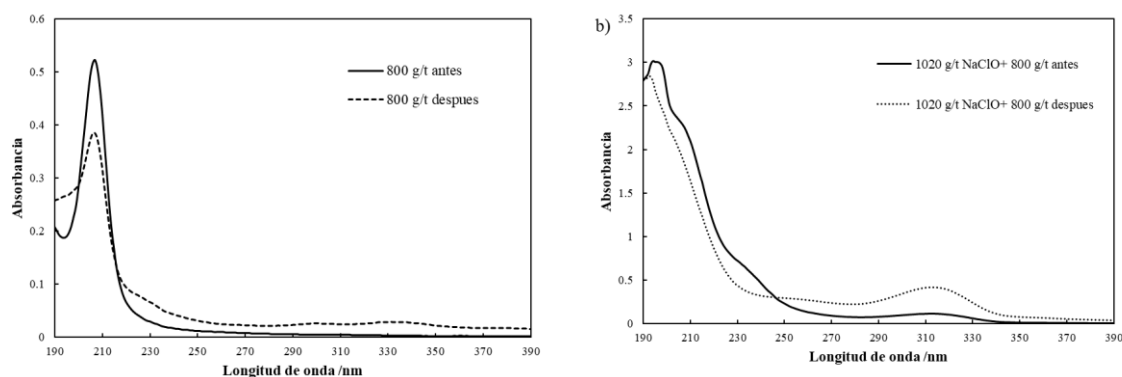 0.6
0.5
0.4
0.3
0.2
0.1
0
Absorbancia
800 g/t antes
800 g/t despues
190 210 230 250 270 290 310 330 350 370 390
Longitud de onda /nm
b)
3.5
3
2.5
2
1.5
1
0.5
0
Absorbancia
1020 g/t NaClO+ 800 g/t antes
1020 g/t NaClO+ 800 g/t despues
190 210 230 250 270 290 310 330 350 370 390
Longitud de onda /nm